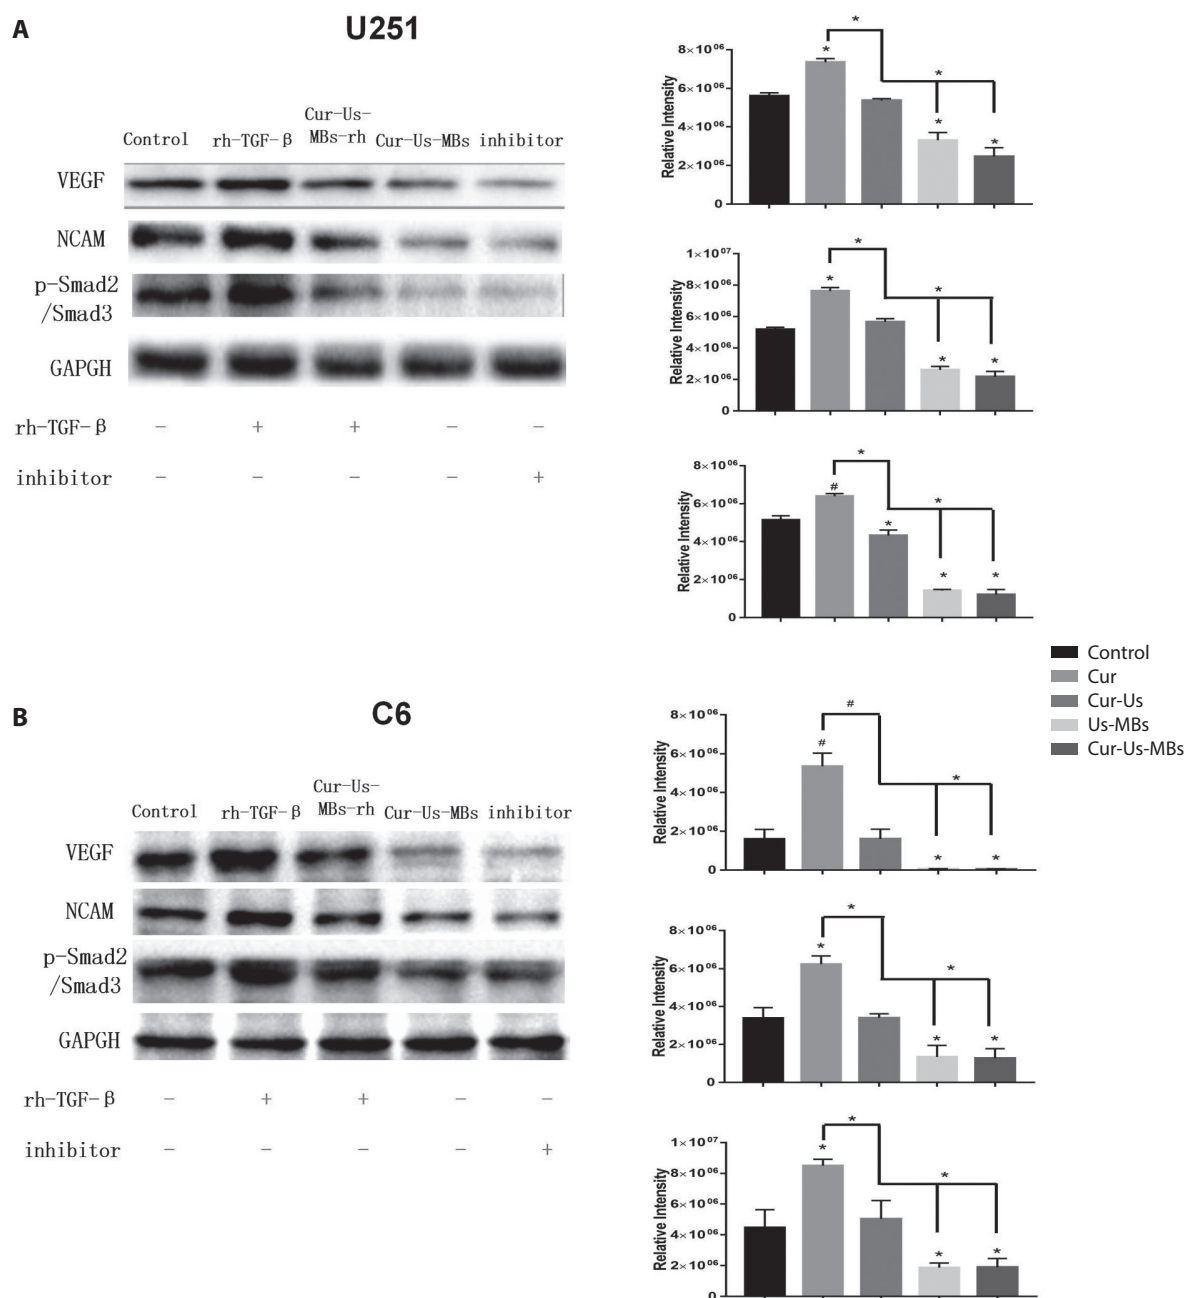 A
U251
Control rh-TGF-β Cur-Us-MBs-rh Cur-Us-MBs inhibitor
VEGF
NCAM
p-Smad2
/Smad3
GAPGH
rh-TGF-β - + + - -
inhibitor - - - - +
*
8×10⁰⁶
6×10⁰⁶
4×10⁰⁶
2×10⁰⁶
0
Relative Intensity
* * * *
*
1×10⁰⁷
8×10⁰⁶
6×10⁰⁶
4×10⁰⁶
2×10⁰⁶
0
Relative Intensity
* * * *
*
8×10⁰⁶
6×10⁰⁶
4×10⁰⁶
2×10⁰⁶
0
Relative Intensity
# * * * *
Control
Cur
Cur-Us
Us-MBs
Cur-Us-MBs
B
C6
Control rh-TGF-β Cur-Us-MBs-rh Cur-Us-MBs inhibitor
VEGF
NCAM
p-Smad2
/Smad3
GAPGH
rh-TGF-β - + + - -
inhibitor - - - - +
#
8×10⁰⁶
6×10⁰⁶
4×10⁰⁶
2×10⁰⁶
0
Relative Intensity
# * * *
*
8×10⁰⁶
6×10⁰⁶
4×10⁰⁶
2×10⁰⁶
0
Relative Intensity
* * * *
*
1×10⁰⁷
8×10⁰⁶
6×10⁰⁶
4×10⁰⁶
2×10⁰⁶
0
Relative Intensity
* * * *